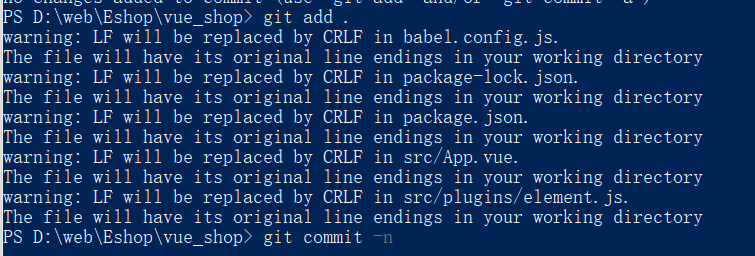 no changes added to commit (use "git add" and/or "git commit -a")
PS D:\web\Eshop\vue_shop> git add .
warning: LF will be replaced by CRLF in babel.config.js.
The file will have its original line endings in your working directory
warning: LF will be replaced by CRLF in package-lock.json.
The file will have its original line endings in your working directory
warning: LF will be replaced by CRLF in package.json.
The file will have its original line endings in your working directory
warning: LF will be replaced by CRLF in src/App.vue.
The file will have its original line endings in your working directory
warning: LF will be replaced by CRLF in src/plugins/element.js.
The file will have its original line endings in your working directory
PS D:\web\Eshop\vue_shop> git commit -n